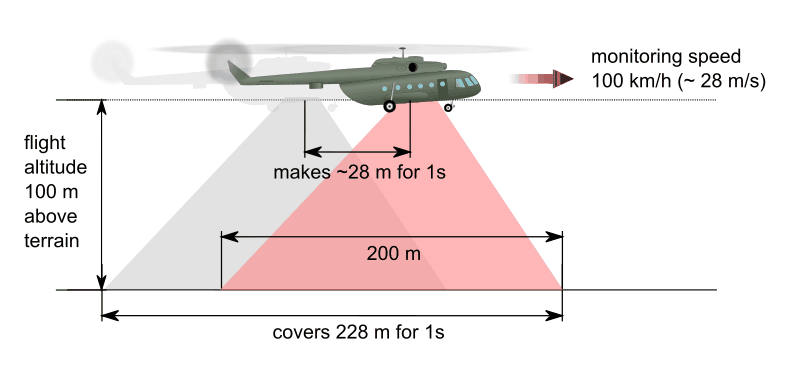 monitoring speed
100 km/h (~ 28 m/s)
flight
altitude
100 m
above
terrain
makes ~28 m for 1s
200 m
covers 228 m for 1s